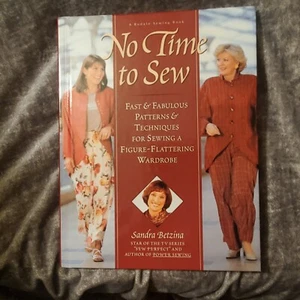 A Rodale Sewing Book
No Time
to Sew
Fast & Fabulous
Patterns &
Techniques
for Sewing a
Figure-Flattering
Wardrobe
Sandra Betzina
Star of the TV series
"Sew Perfect" and
author of Power Sewing